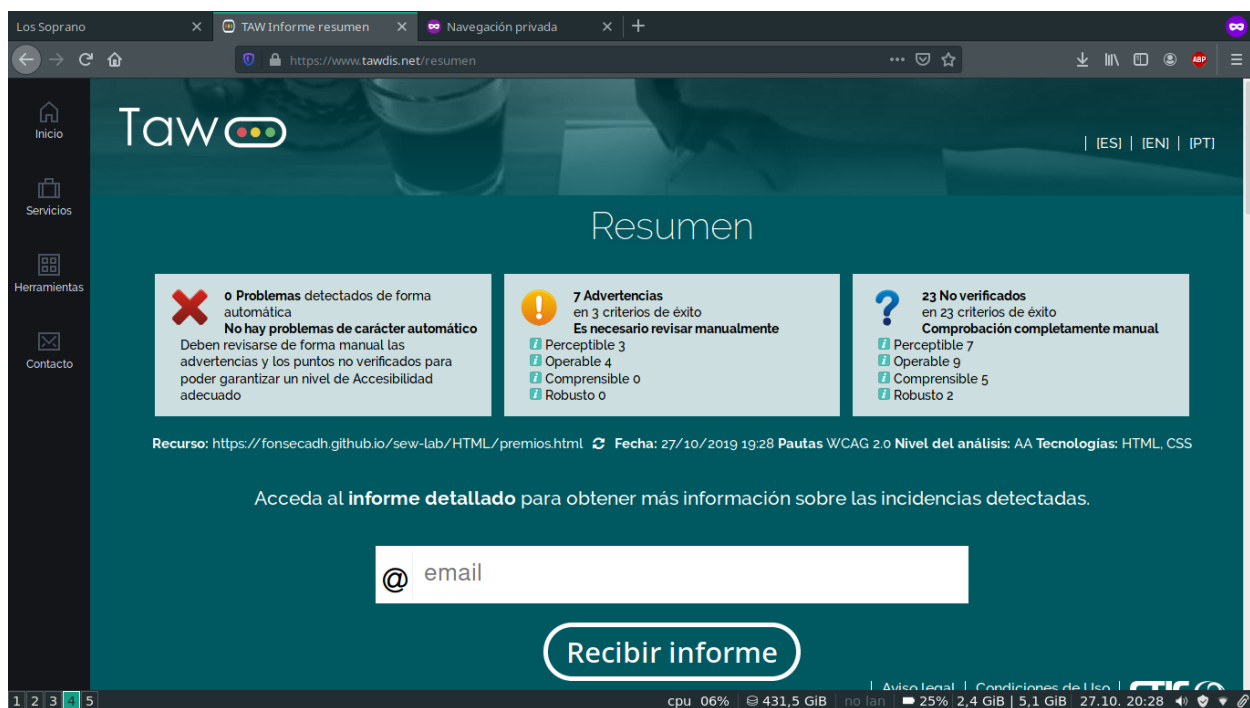 Los Soprano
TAW Informe resumen
Navegación privada
https://www.tawdis.net/resumen
ABP
Inicio
Servicios
Herramientas
Contacto
Taw
| [ES] | [EN] | [PT]
Resumen
0 Problemas detectados de forma
automática
No hay problemas de carácter automático
Deben revisarse de forma manual las
advertencias y los puntos no verificados para
poder garantizar un nivel de Accesibilidad
adecuado
7 Advertencias
en 3 criterios de éxito
Es necesario revisar manualmente
Perceptible 3
Operable 4
Comprensible 0
Robusto 0
23 No verificados
en 23 criterios de éxito
Comprobación completamente manual
Perceptible 7
Operable 9
Comprensible 5
Robusto 2
Recurso: https://fonsecadh.github.io/sew-lab/HTML/premios.html Fecha: 27/10/2019 19:28 Pautas WCAG 2.0 Nivel del análisis: AA Tecnologías: HTML, CSS
Acceda al informe detallado para obtener más información sobre las incidencias detectadas.
@ email
Recibir informe
| Aviso legal | Condiciones de Uso |
1 2 3 4 5
cpu 06% | 431,5 GiB | no lan | 25% | 2,4 GiB | 5,1 GiB | 27.10. 20:28